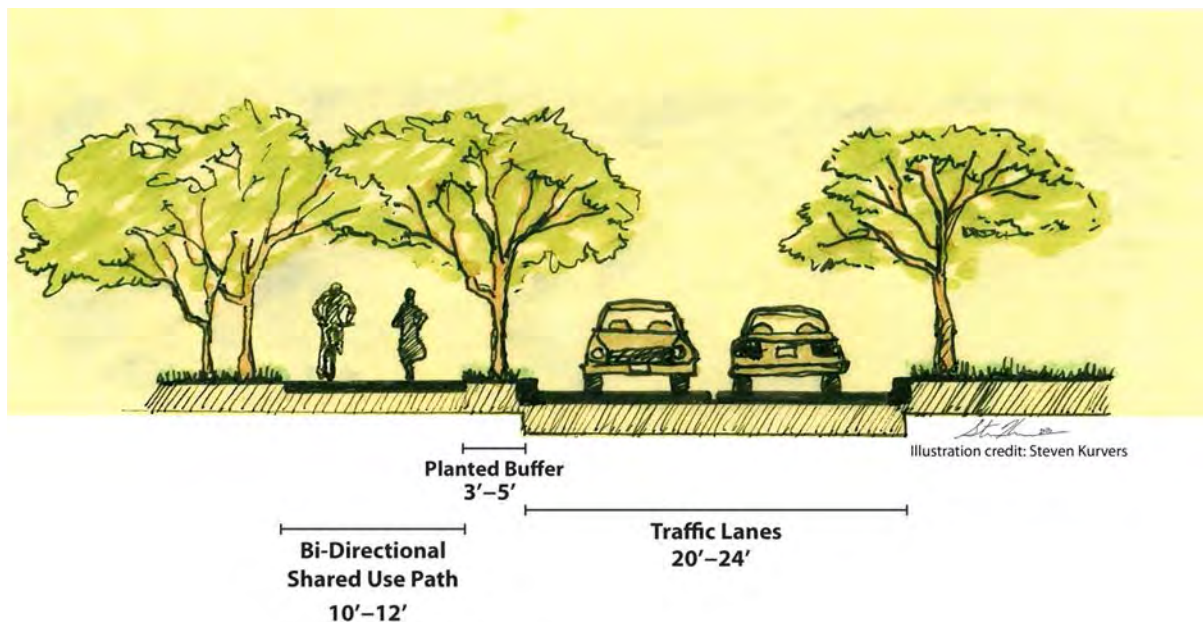 Illustration credit: Steven Kurvers
Planted Buffer
3’–5’
Traffic Lanes
20’–24’
Bi-Directional
Shared Use Path
10’–12’